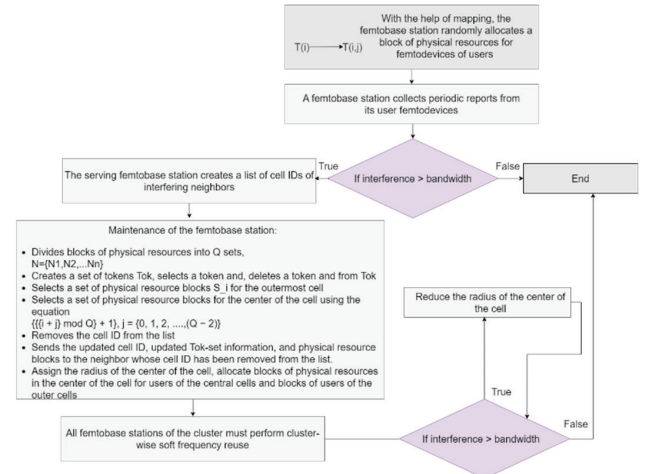 With the help of mapping, the
femtobase station randomly allocates a
block of physical resources for
femtodevices of users
T(i)
T(i,j)
A femtobase station collects periodic reports from
its user femtodevices
If interference > bandwidth
True
False
End
The serving femtobase station creates a list of cell IDs of
interfering neighbors
Maintenance of the femtobase station:
• Divides blocks of physical resources into Q sets,
N={N1,N2,...Nn}
• Creates a set of tokens Tok, selects a token and, deletes a token and from Tok
• Selects a set of physical resource blocks S_i for the outermost cell
• Selects a set of physical resource blocks for the center of the cell using the
equation
{{{i + j} mod Q} + 1}, j = {0, 1, 2, ....,(Q − 2)}
• Removes the cell ID from the list
• Sends the updated cell ID, updated Tok-set information, and physical resource
blocks to the neighbor whose cell ID has been removed from the list.
• Assign the radius of the center of the cell, allocate blocks of physical resources
in the center of the cell for users of the central cells and blocks of users of the
outer cells
Reduce the radius of the center of
the cell
True
False
All femtobase stations of the cluster must perform cluster-
wise soft frequency reuse
If interference > bandwidth